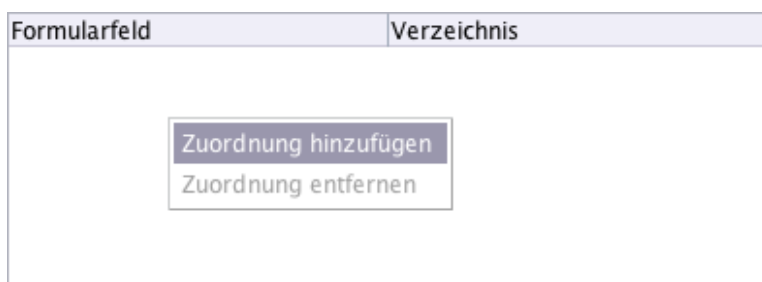 Formularfeld Verzeichnis
Zuordnung hinzufügen
Zuordnung entfernen